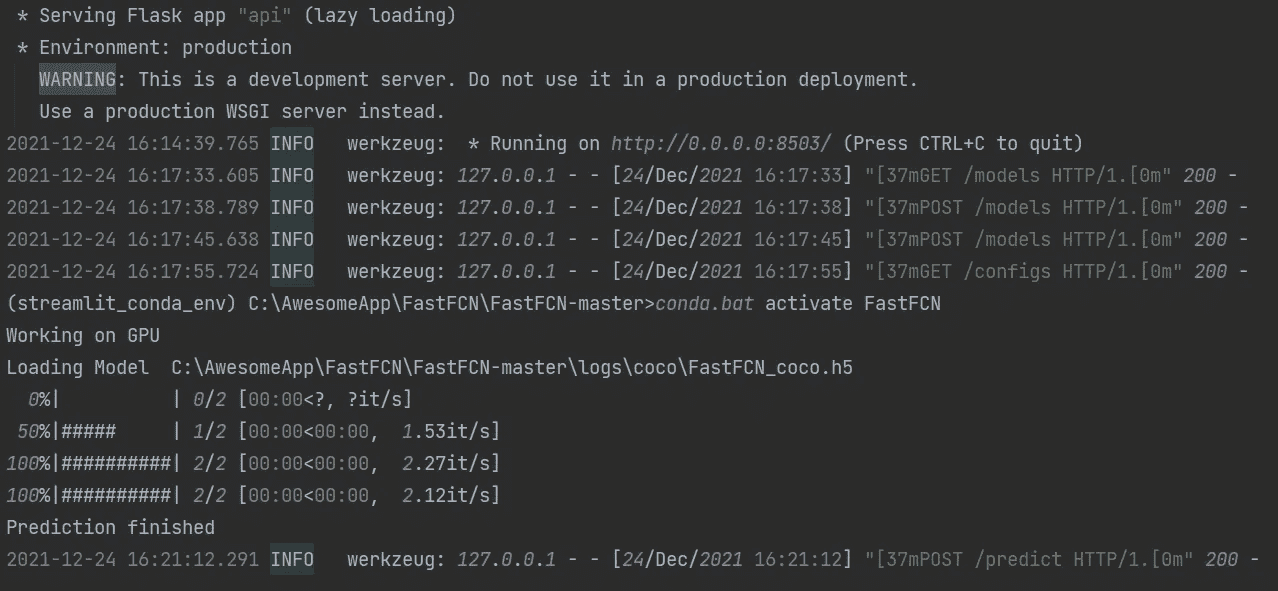 * Serving Flask app "api" (lazy loading)
* Environment: production
WARNING: This is a development server. Do not use it in a production deployment.
Use a production WSGI server instead.
2021-12-24 16:14:39.765 INFO    werkzeug:  * Running on http://0.0.0.0:8503/ (Press CTRL+C to quit)
2021-12-24 16:17:33.605 INFO    werkzeug: 127.0.0.1 - - [24/Dec/2021 16:17:33] "[37mGET /models HTTP/1.[0m" 200 -
2021-12-24 16:17:38.789 INFO    werkzeug: 127.0.0.1 - - [24/Dec/2021 16:17:38] "[37mPOST /models HTTP/1.[0m" 200 -
2021-12-24 16:17:45.638 INFO    werkzeug: 127.0.0.1 - - [24/Dec/2021 16:17:45] "[37mPOST /models HTTP/1.[0m" 200 -
2021-12-24 16:17:55.724 INFO    werkzeug: 127.0.0.1 - - [24/Dec/2021 16:17:55] "[37mGET /configs HTTP/1.[0m" 200 -
(streamlit_conda_env) C:\AwesomeApp\FastFCN\FastFCN-master>conda.bat activate FastFCN
Working on GPU
Loading Model  C:\AwesomeApp\FastFCN\FastFCN-master\logs\coco\FastFCN_coco.h5
0%|          | 0/2 [00:00<?, ?it/s]
50%|#####     | 1/2 [00:00<00:00,  1.53it/s]
100%|##########| 2/2 [00:00<00:00,  2.27it/s]
100%|##########| 2/2 [00:00<00:00,  2.12it/s]
Prediction finished
2021-12-24 16:21:12.291 INFO    werkzeug: 127.0.0.1 - - [24/Dec/2021 16:21:12] "[37mPOST /predict HTTP/1.[0m" 200 -